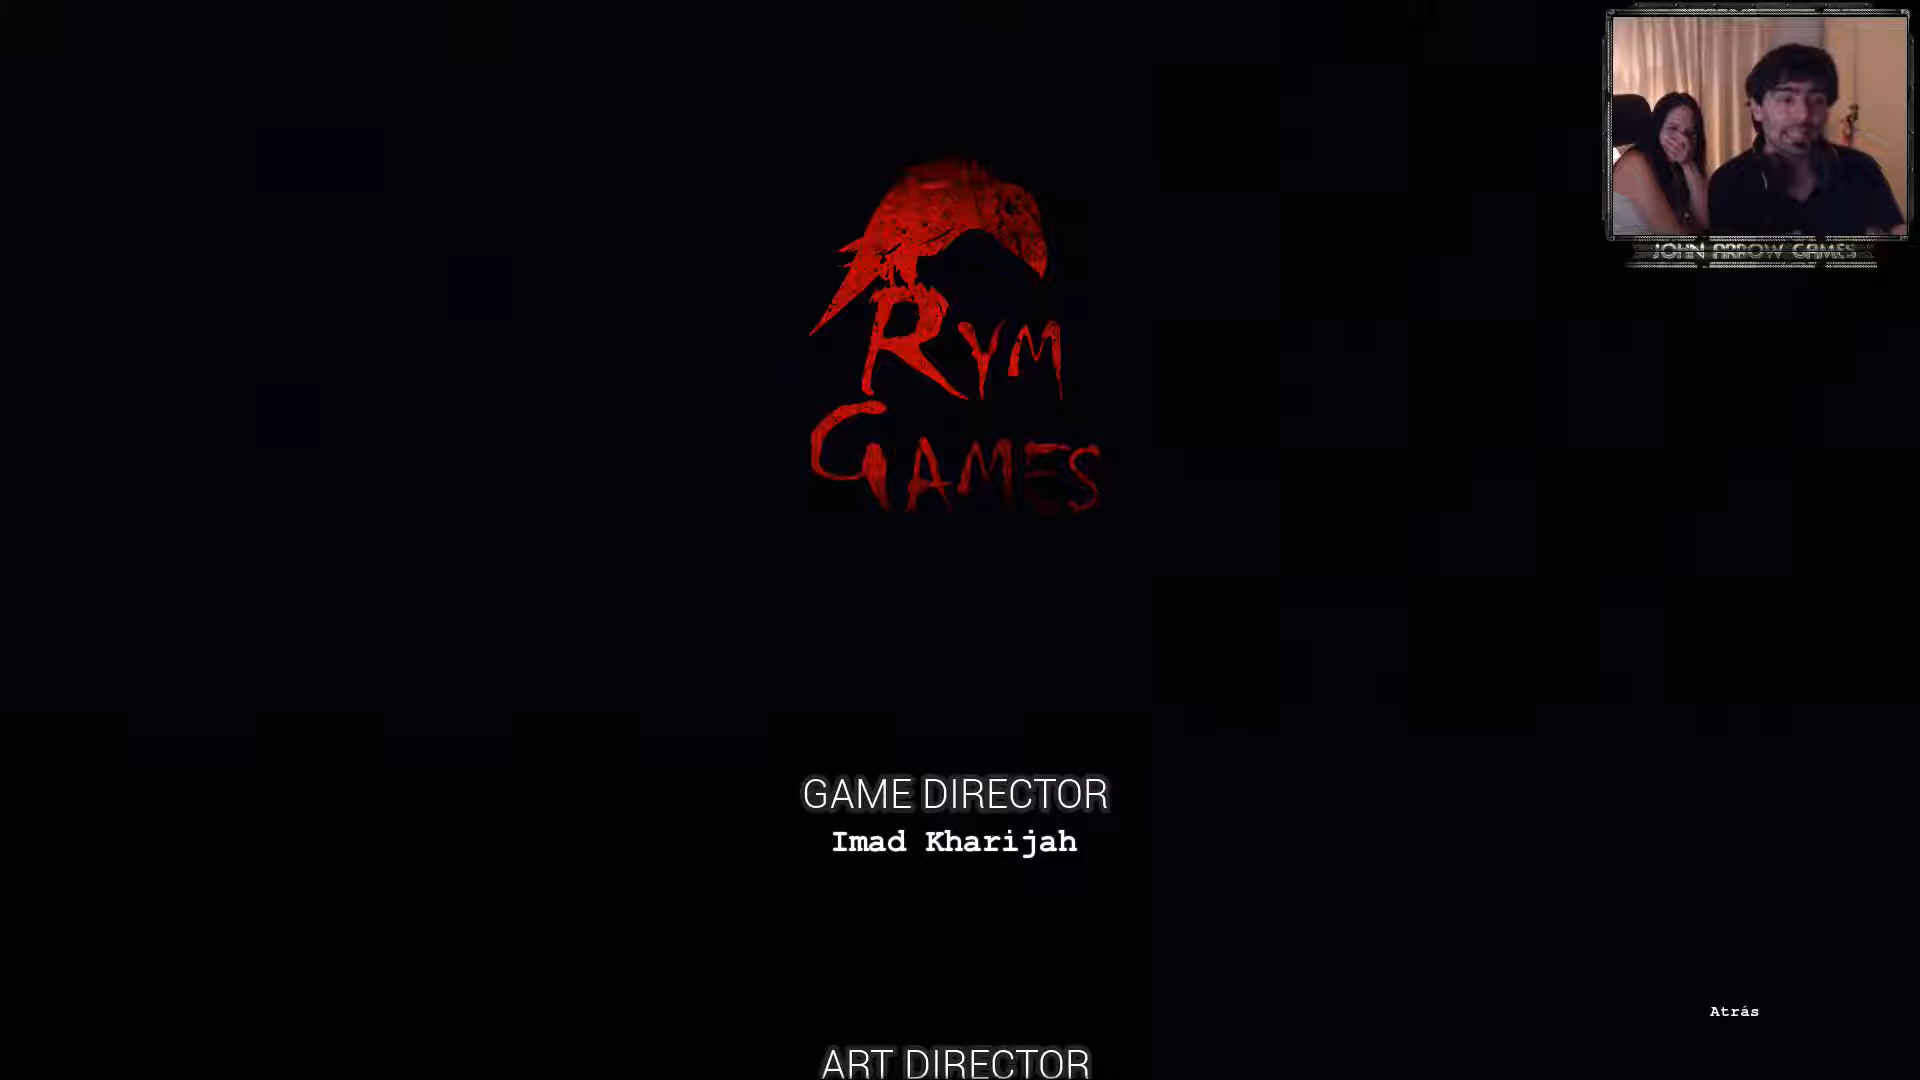 JOHN ARROW GAMES
RYM
GAMES
GAME DIRECTOR
Imad Kharijah
Atrás
ART DIRECTOR